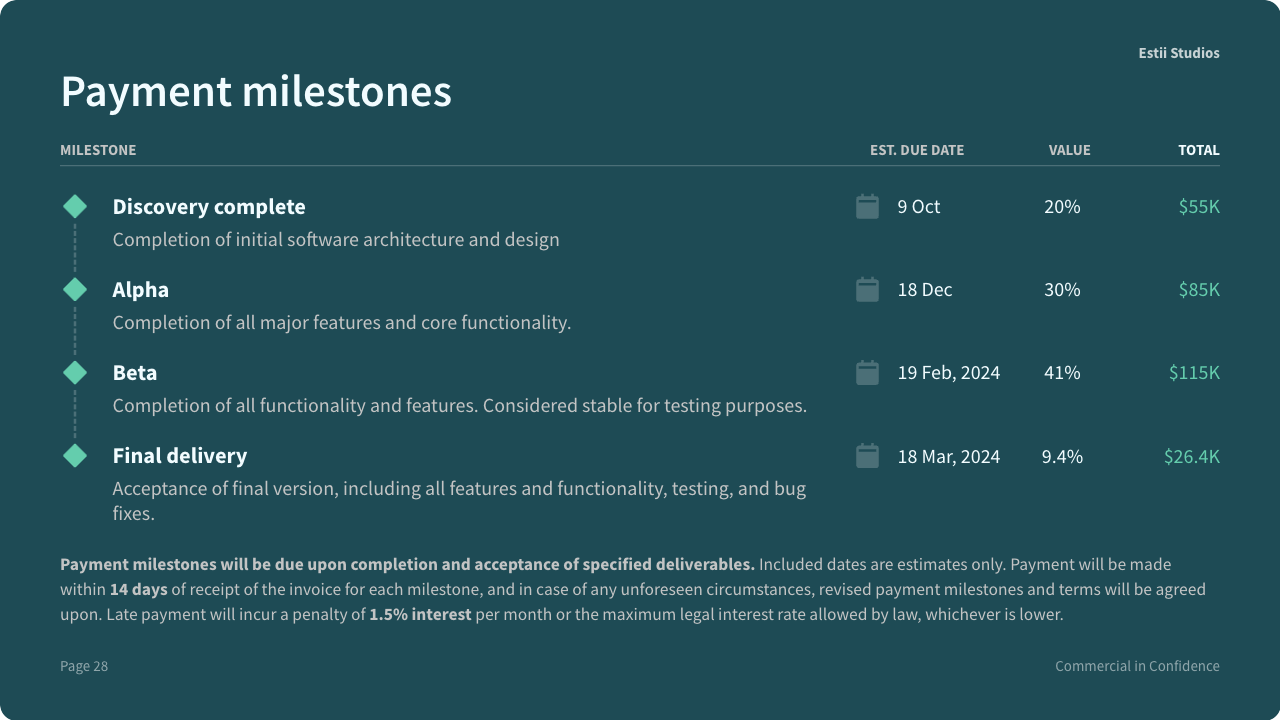 Estii Studios
Payment milestones
MILESTONE EST. DUE DATE VALUE TOTAL
Discovery complete 9 Oct 20% $55K
Completion of initial software architecture and design
Alpha 18 Dec 30% $85K
Completion of all major features and core functionality.
Beta 19 Feb, 2024 41% $115K
Completion of all functionality and features. Considered stable for testing purposes.
Final delivery 18 Mar, 2024 9.4% $26.4K
Acceptance of final version, including all features and functionality, testing, and bug
fixes.
Payment milestones will be due upon completion and acceptance of specified deliverables. Included dates are estimates only. Payment will be made
within 14 days of receipt of the invoice for each milestone, and in case of any unforeseen circumstances, revised payment milestones and terms will be agreed
upon. Late payment will incur a penalty of 1.5% interest per month or the maximum legal interest rate allowed by law, whichever is lower.
Page 28 Commercial in Confidence